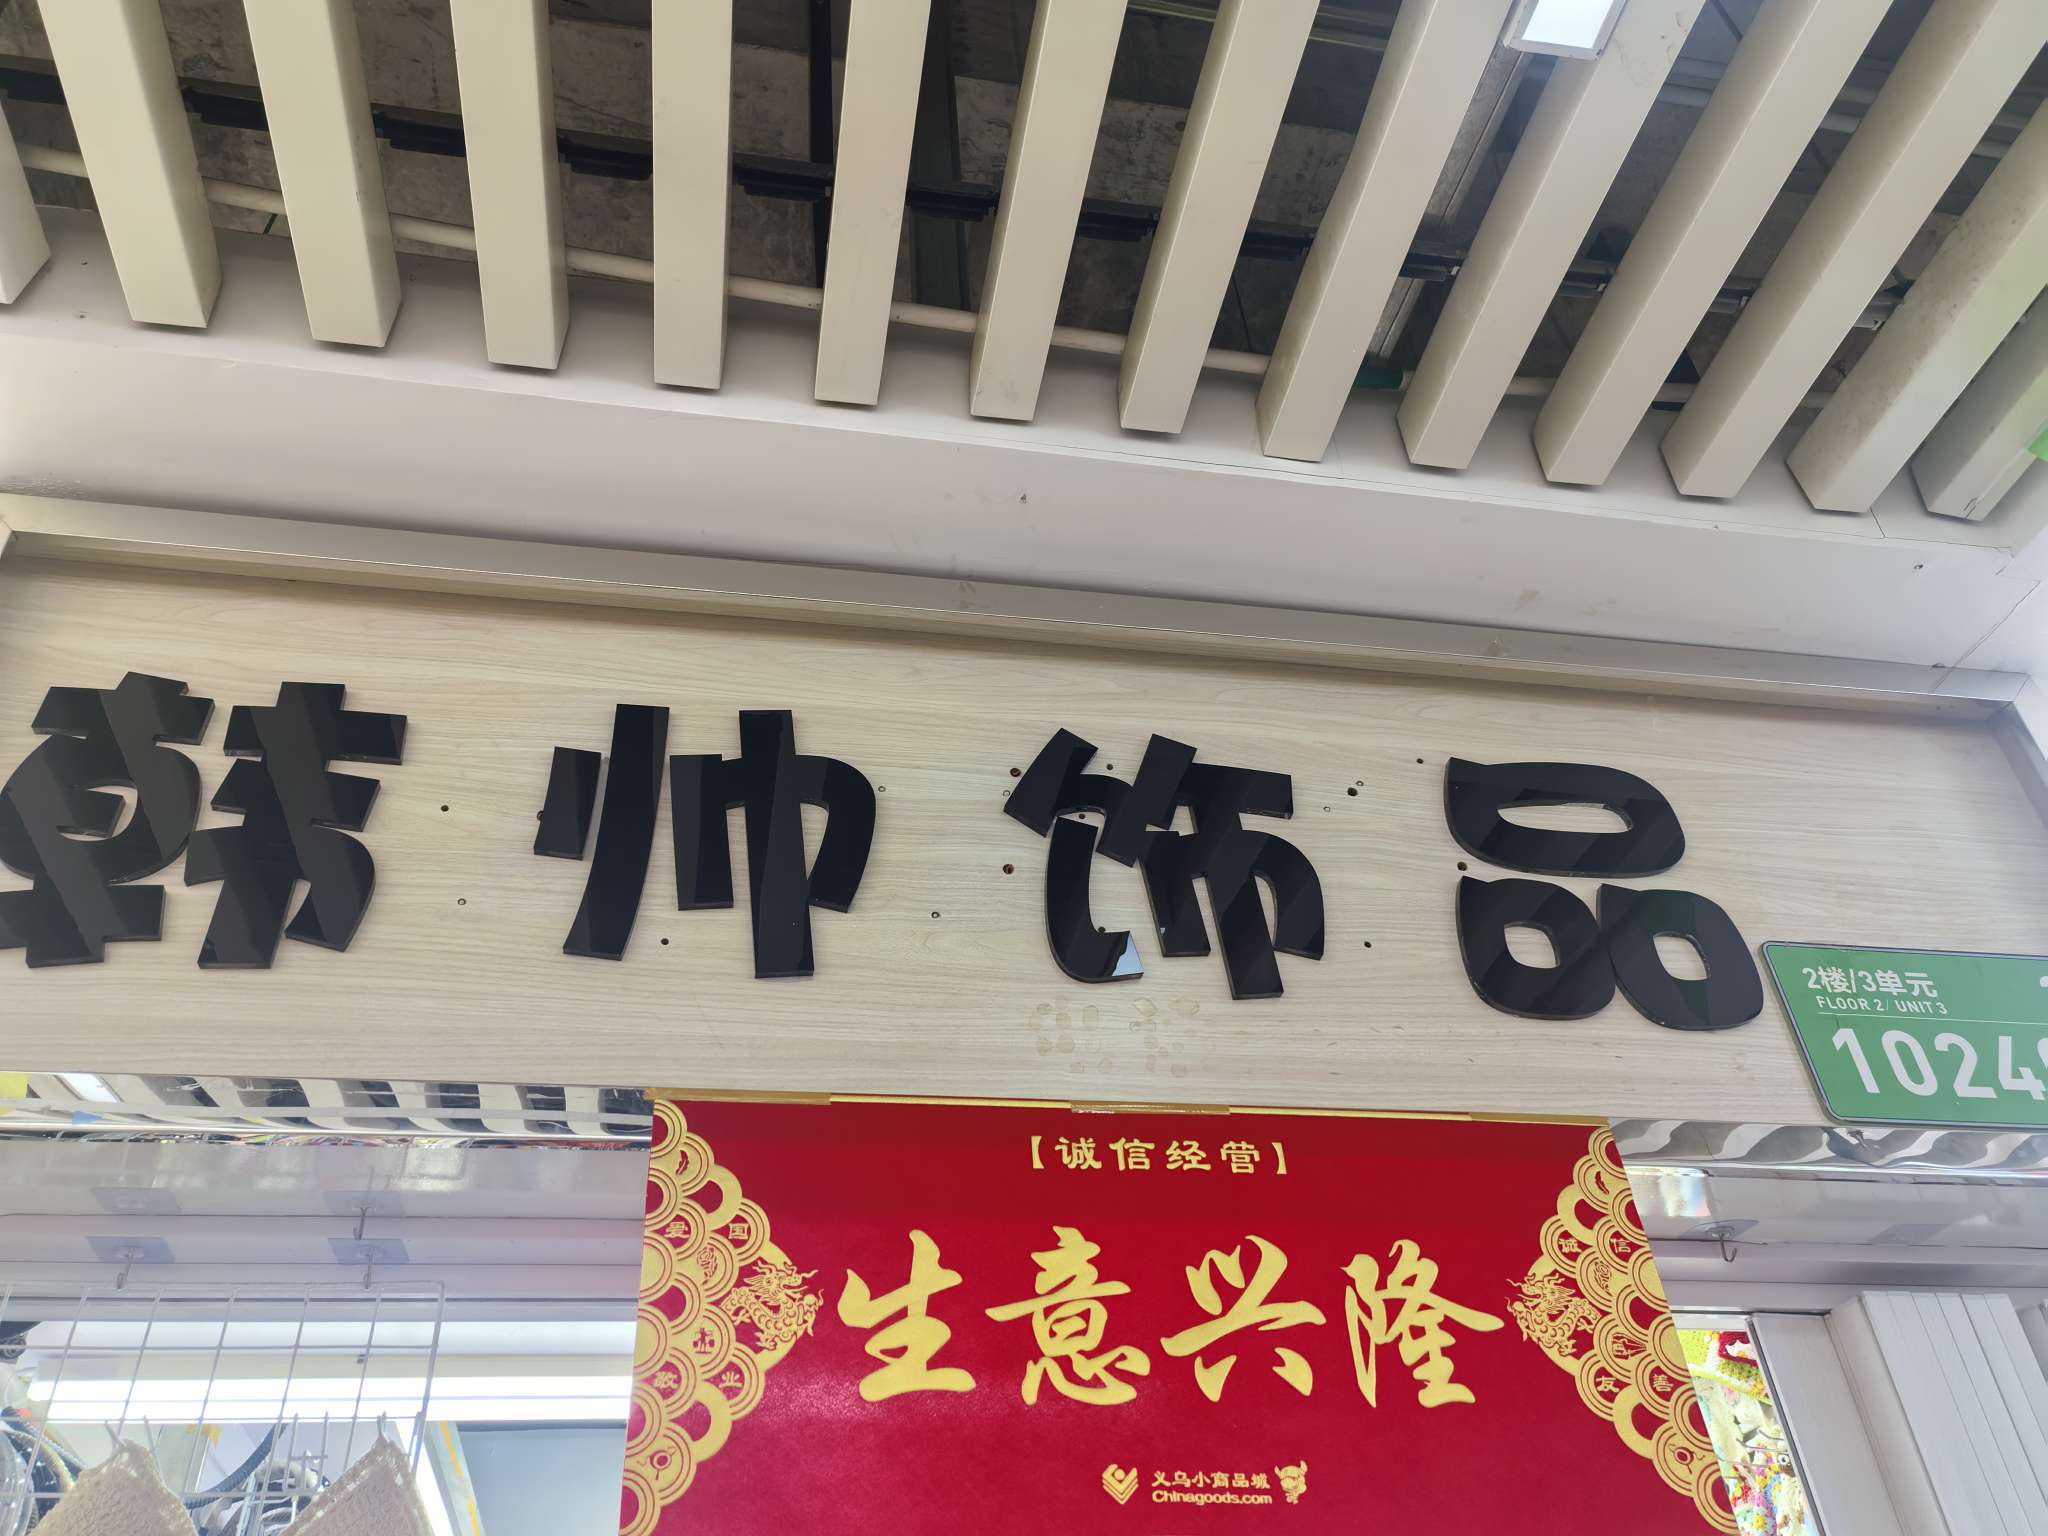 韩帅饰品
2楼/3单元
FLOOR 2/ UNIT 3
1024
【诚信经营】
爱国
诚信
生意兴隆
敬业
友善
义乌小商品城
Chinagoods.com